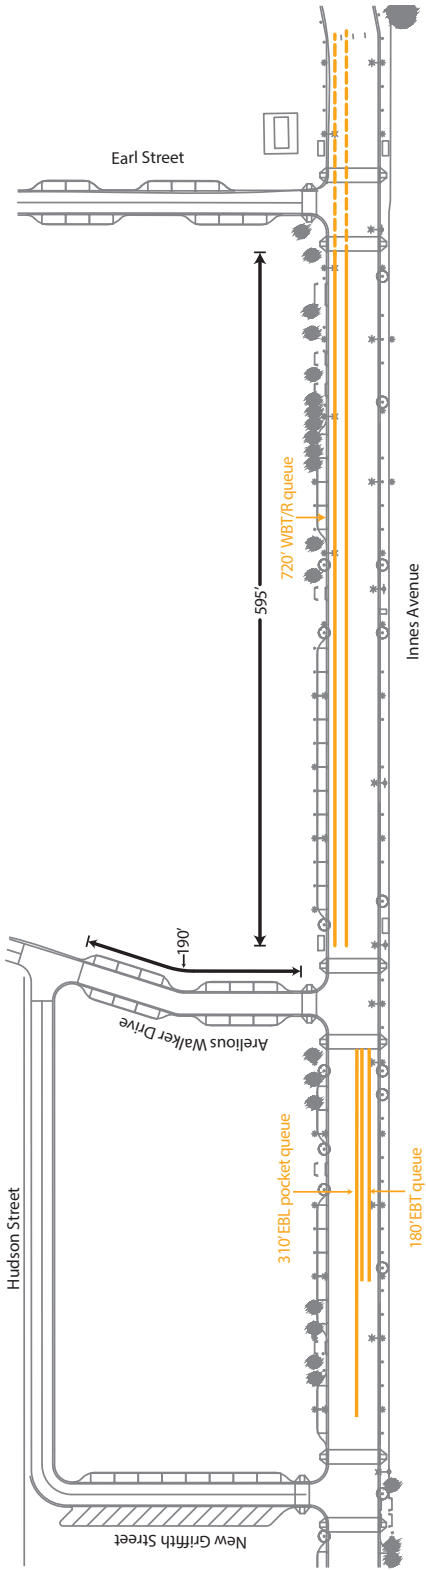 Earl Street
720' WBT/R queue
595'
Innes Avenue
190'
Arelious Walker Drive
Hudson Street
310' EBL pocket queue
180' EBT queue
New Griffith Street